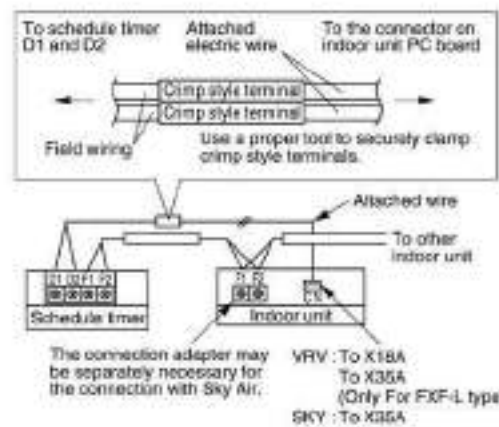 To schedule timer
D1 and D2
Attached
electric wire
To the connector on
indoor unit PC board
Crimp style terminal
Crimp style terminal
Field wiring
Use a proper tool to securely clamp
crimp style terminals.
Attached wire
To other
indoor unit
D1 D2 F1 F2
F1 F2
Schedule timer
Indoor unit
The connection adapter may
be separately necessary for
the connection with Sky Air.
VRV : To X18A
To X35A
(Only For FXF-L type
SKY : To X35A